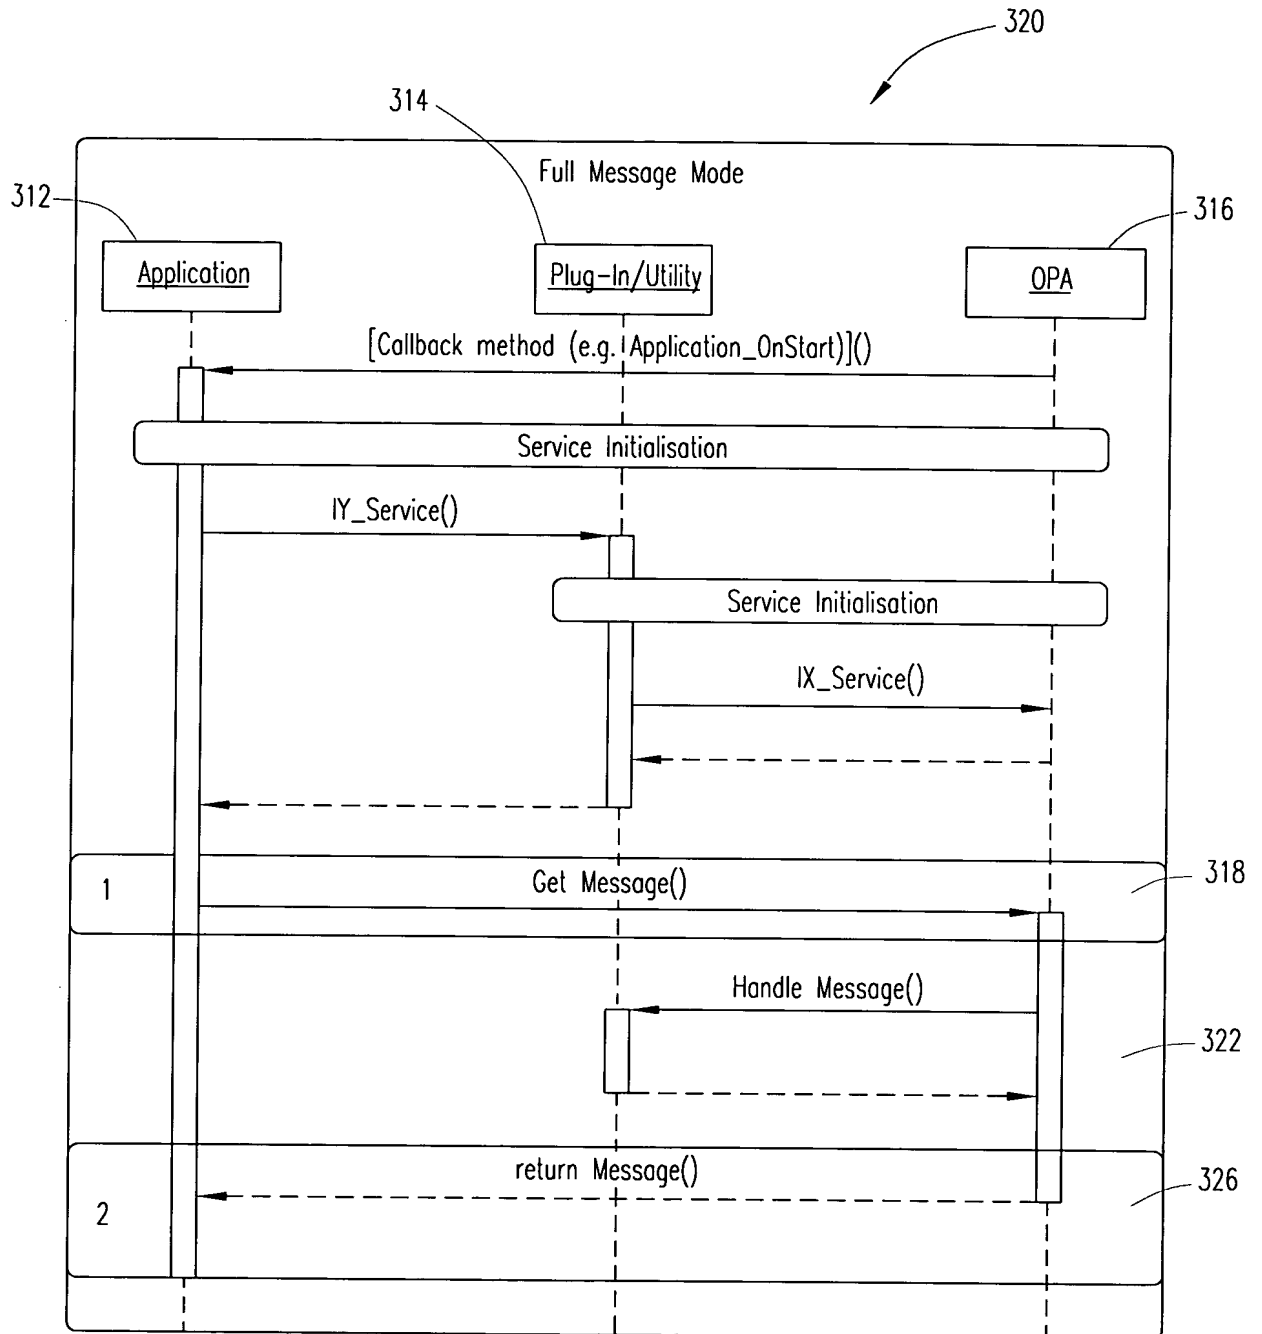 320
314
Full Message Mode
312
316
Application
Plug-In/Utility
OPA
[Callback method (e.g. Application_OnStart)]()
Service Initialisation
IY_Service()
Service Initialisation
IX_Service()
1
Get Message()
318
Handle Message()
322
return Message()
326
2